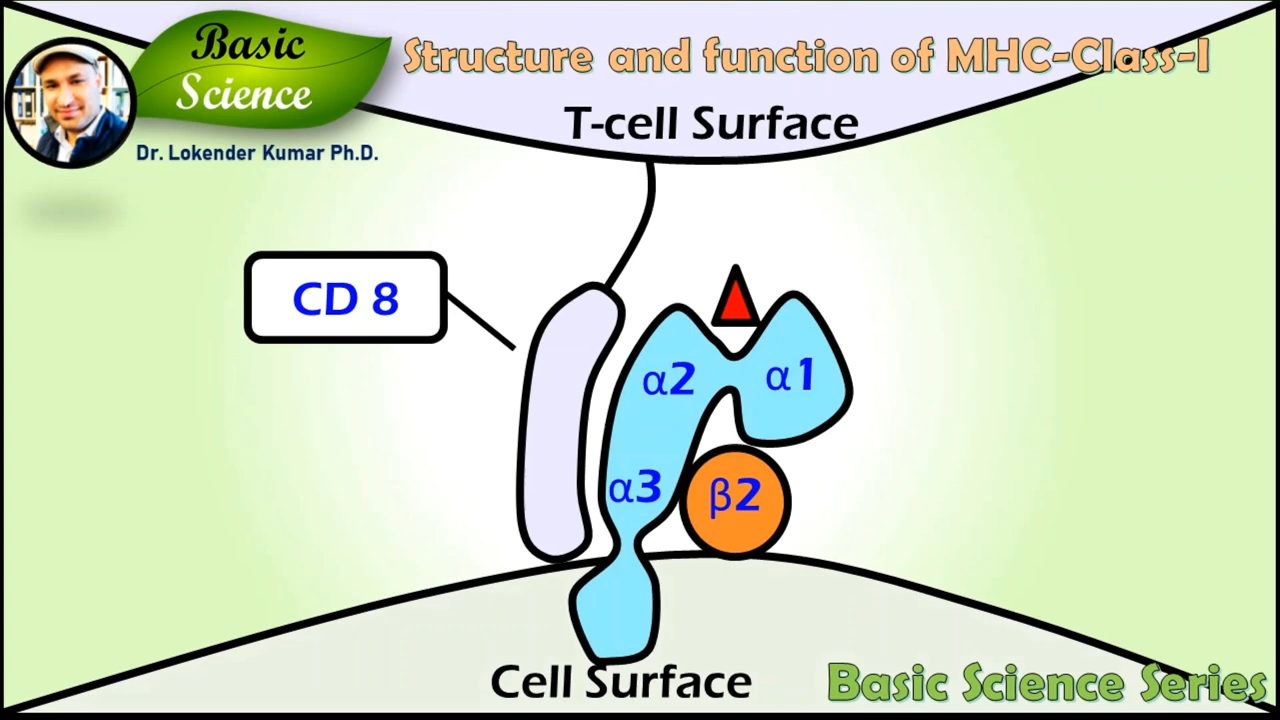 Basic
Science
Structure and function of MHC-Class-I
T-cell Surface
Dr. Lokender Kumar Ph.D.
CD 8
α2
α1
α3
β2
Cell Surface
Basic Science Series